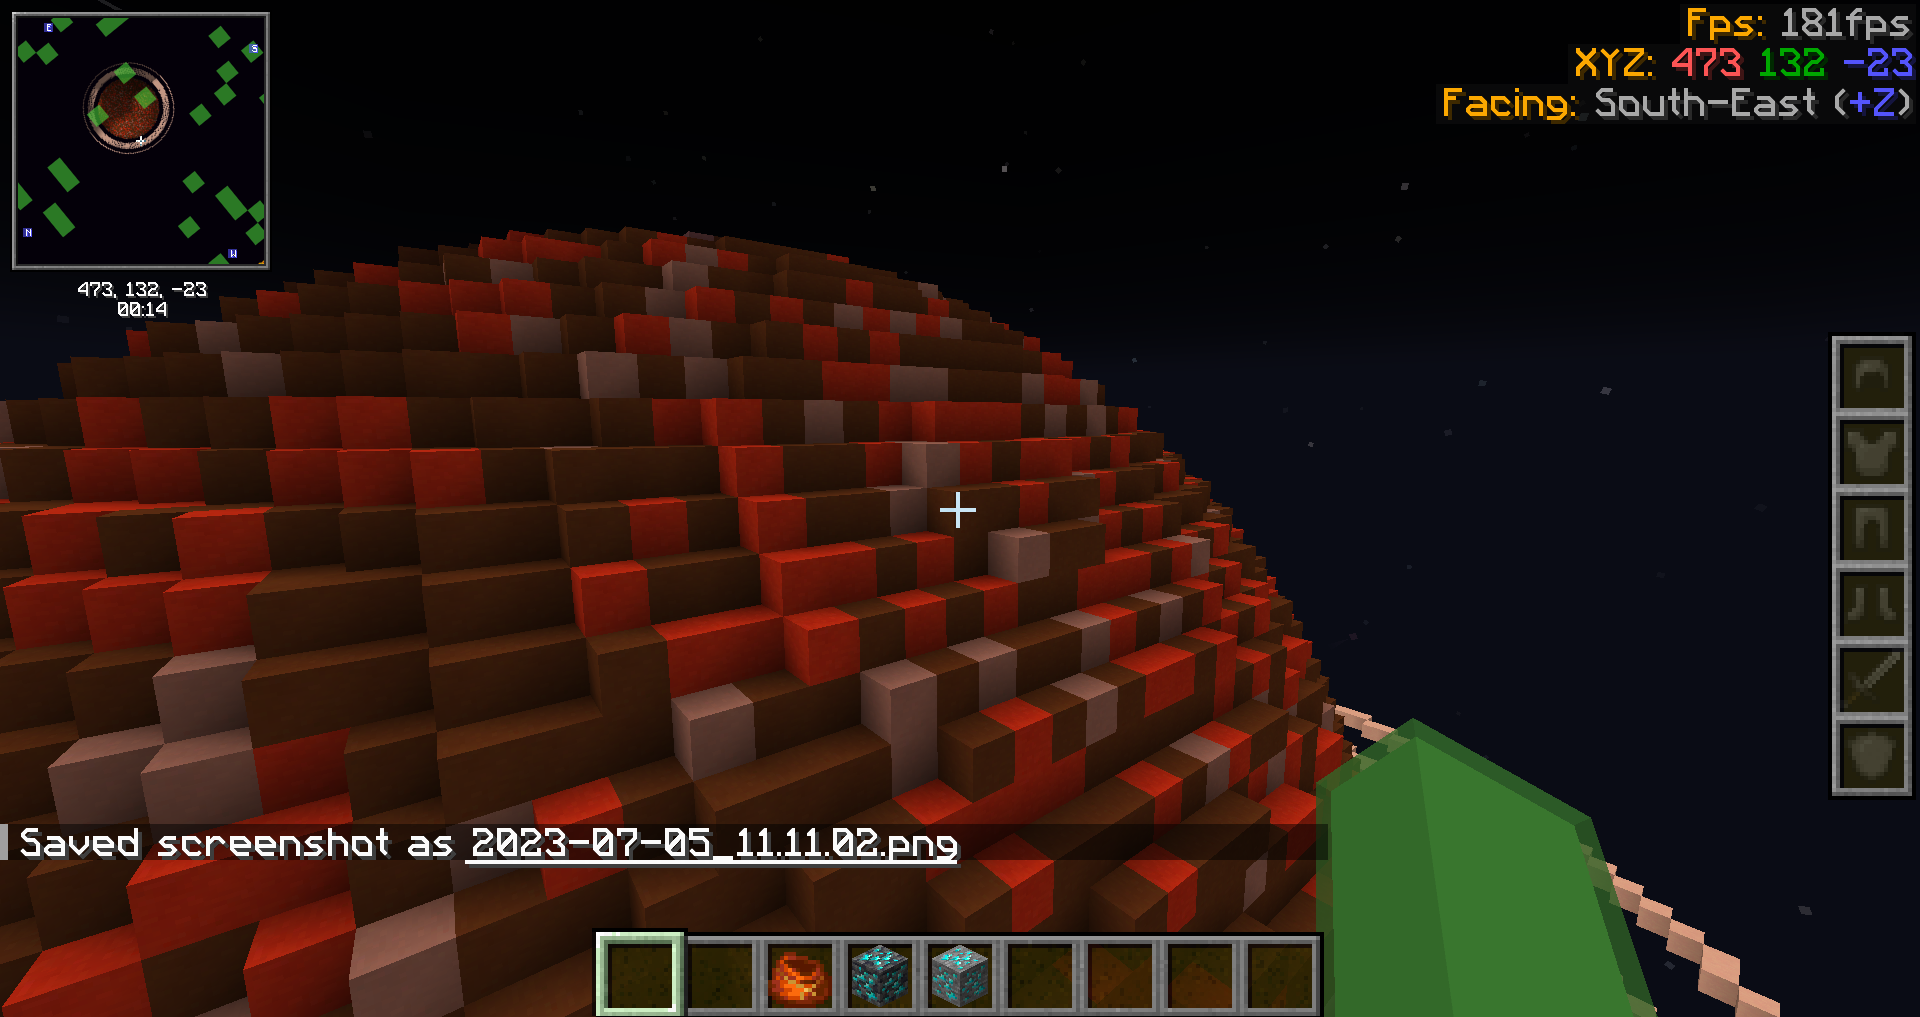 E
S
N
W
473, 132, -23
00:14
Fps: 181fps
XYZ: 473 132 -23
Facing: South-East (+Z)
Saved screenshot as 2023-07-05_11.11.02.png